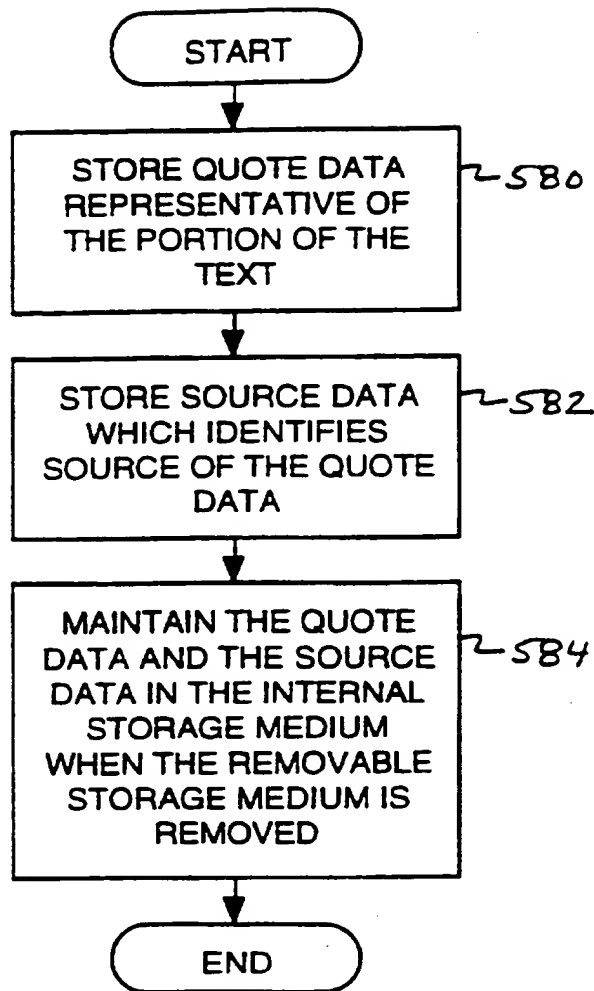 START
STORE QUOTE DATA
REPRESENTATIVE OF
THE PORTION OF THE
TEXT
580
STORE SOURCE DATA
WHICH IDENTIFIES
SOURCE OF THE QUOTE
DATA
582
MAINTAIN THE QUOTE
DATA AND THE SOURCE
DATA IN THE INTERNAL
STORAGE MEDIUM
WHEN THE REMOVABLE
STORAGE MEDIUM IS
REMOVED
584
END